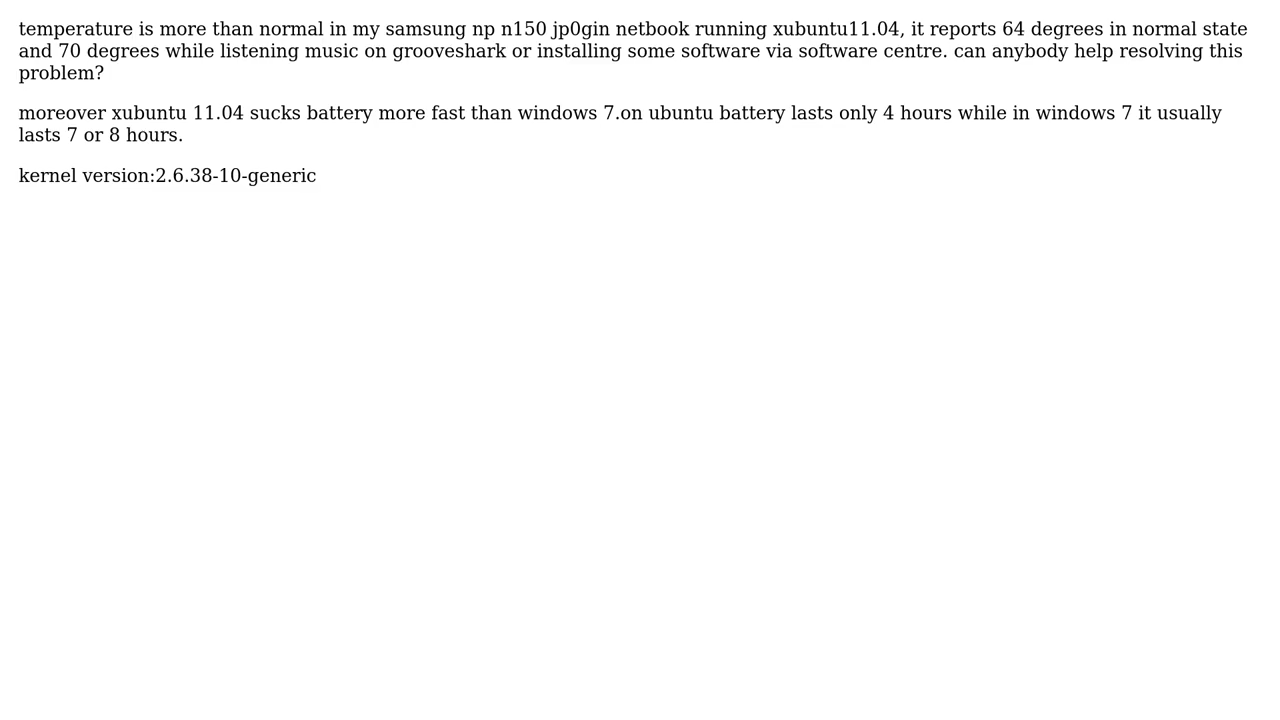 temperature is more than normal in my samsung np n150 jp0gin netbook running xubuntu11.04, it reports 64 degrees in normal state
and 70 degrees while listening music on grooveshark or installing some software via software centre. can anybody help resolving this
problem?
moreover xubuntu 11.04 sucks battery more fast than windows 7.on ubuntu battery lasts only 4 hours while in windows 7 it usually
lasts 7 or 8 hours.
kernel version:2.6.38-10-generic